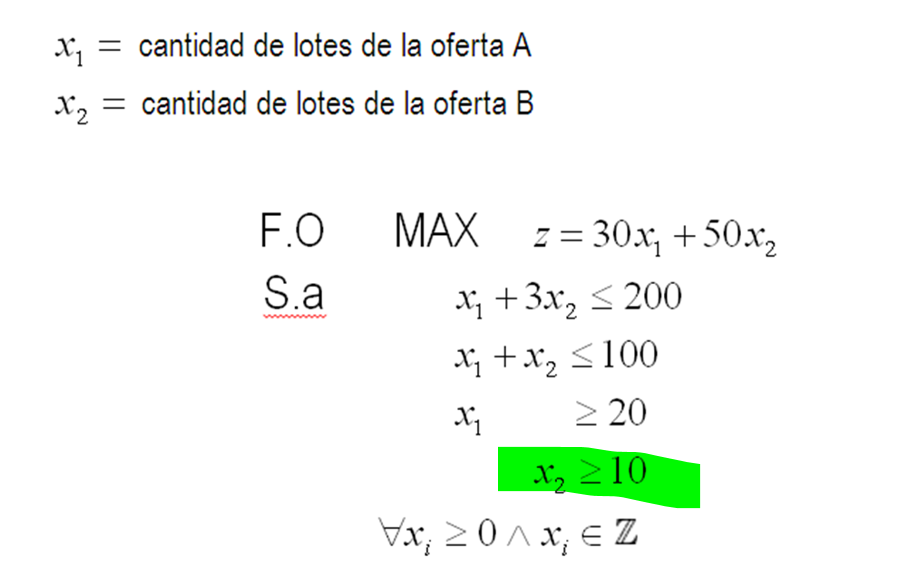 x₁ = cantidad de lotes de la oferta A
x₂ = cantidad de lotes de la oferta B
F.O MAX z = 30x₁ + 50x₂
S.a x₁ + 3x₂ ≤ 200
x₁ + x₂ ≤ 100
x₁ ≥ 20
x₂ ≥ 10
∀xᵢ ≥ 0 ∧ xᵢ ∈ ℤ